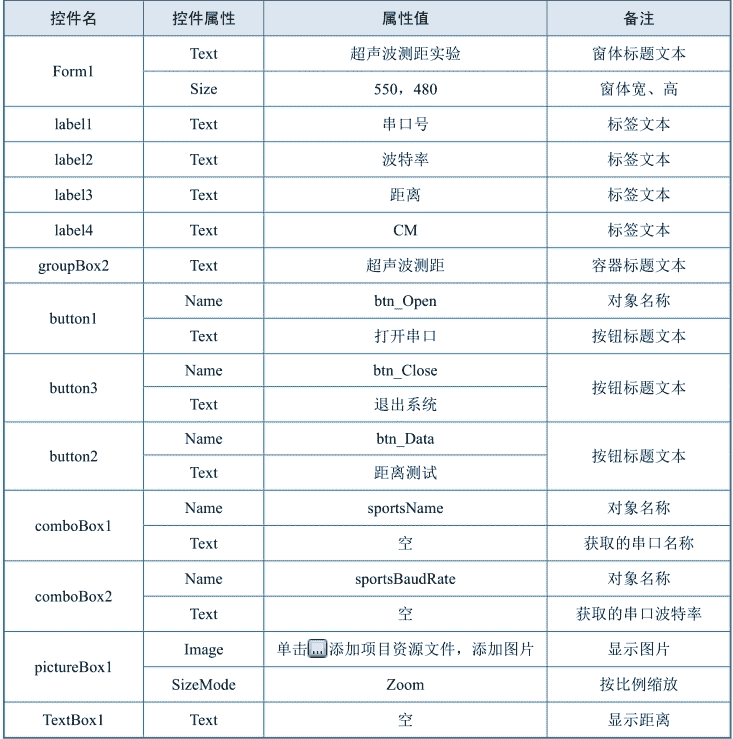 控件名 控件属性 属性值 备注
Form1 Text 超声波测距实验 窗体标题文本
Size 550，480 窗体宽、高
label1 Text 串口号 标签文本
label2 Text 波特率 标签文本
label3 Text 距离 标签文本
label4 Text CM 标签文本
groupBox2 Text 超声波测距 容器标题文本
button1 Name btn_Open 对象名称
Text 打开串口 按钮标题文本
button3 Name btn_Close 按钮标题文本
Text 退出系统
button2 Name btn_Data 按钮标题文本
Text 距离测试
comboBox1 Name sportsName 对象名称
Text 空 获取的串口名称
comboBox2 Name sportsBaudRate 对象名称
Text 空 获取的串口波特率
pictureBox1 Image 单击...添加项目资源文件，添加图片 显示图片
SizeMode Zoom 按比例缩放
TextBox1 Text 空 显示距离